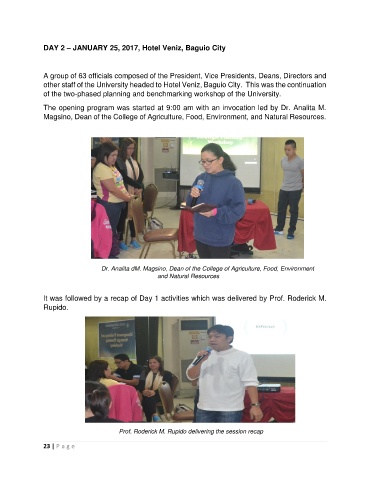 DAY 2 – JANUARY 25, 2017, Hotel Veniz, Baguio City
A group of 63 officials composed of the President, Vice Presidents, Deans, Directors and
other staff of the University headed to Hotel Veniz, Baguio City.  This was the continuation
of the two-phased planning and benchmarking workshop of the University.
The opening program was started at 9:00 am with an invocation led by Dr. Analita M.
Magsino, Dean of the College of Agriculture, Food, Environment, and Natural Resources.
Dr. Analita dM. Magsino, Dean of the College of Agriculture, Food, Environment
and Natural Resources
It was followed by a recap of Day 1 activities which was delivered by Prof. Roderick M.
Rupido.
Prof. Roderick M. Rupido delivering the session recap
23 | P a g e